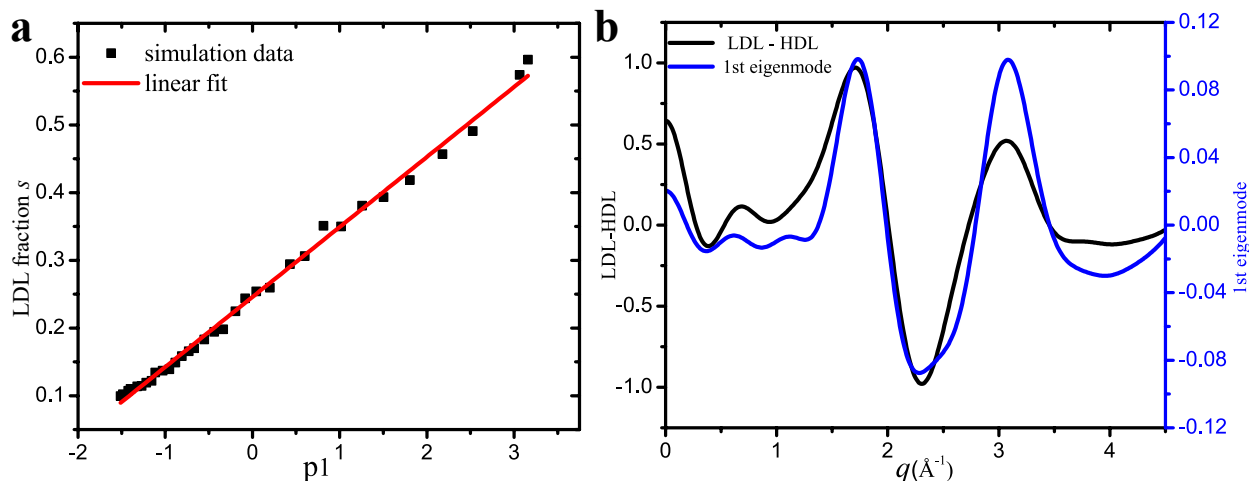 a
simulation data
linear fit
LDL fraction s
0.6
0.5
0.4
0.3
0.2
0.1
-2
-1
0
1
2
3
p1
b
LDL - HDL
1st eigenmode
LDL-HDL
1.0
0.5
0.0
-0.5
-1.0
0
1
2
3
4
q(Å⁻¹)
0.12
0.08
0.04
0.00
-0.04
-0.08
-0.12
1st eigenmode